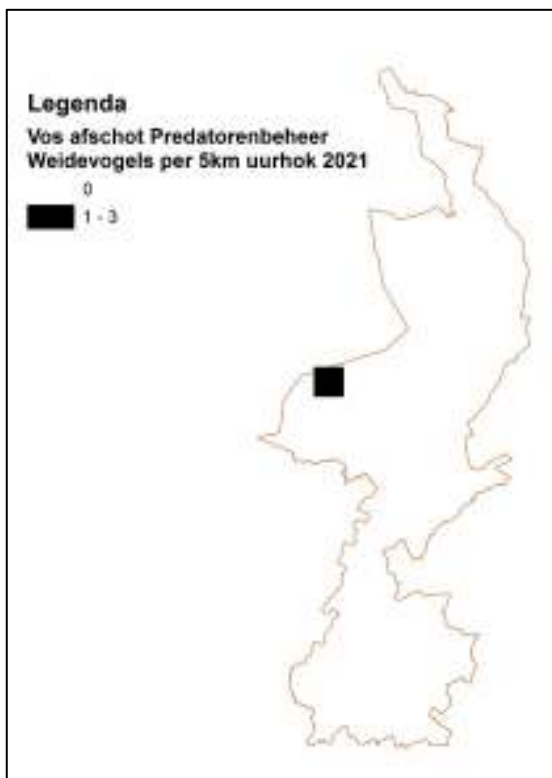 Legenda
Vos afschot Predatorenbeheer
Weidevogels per 5km uurhok 2021
0
1 - 3